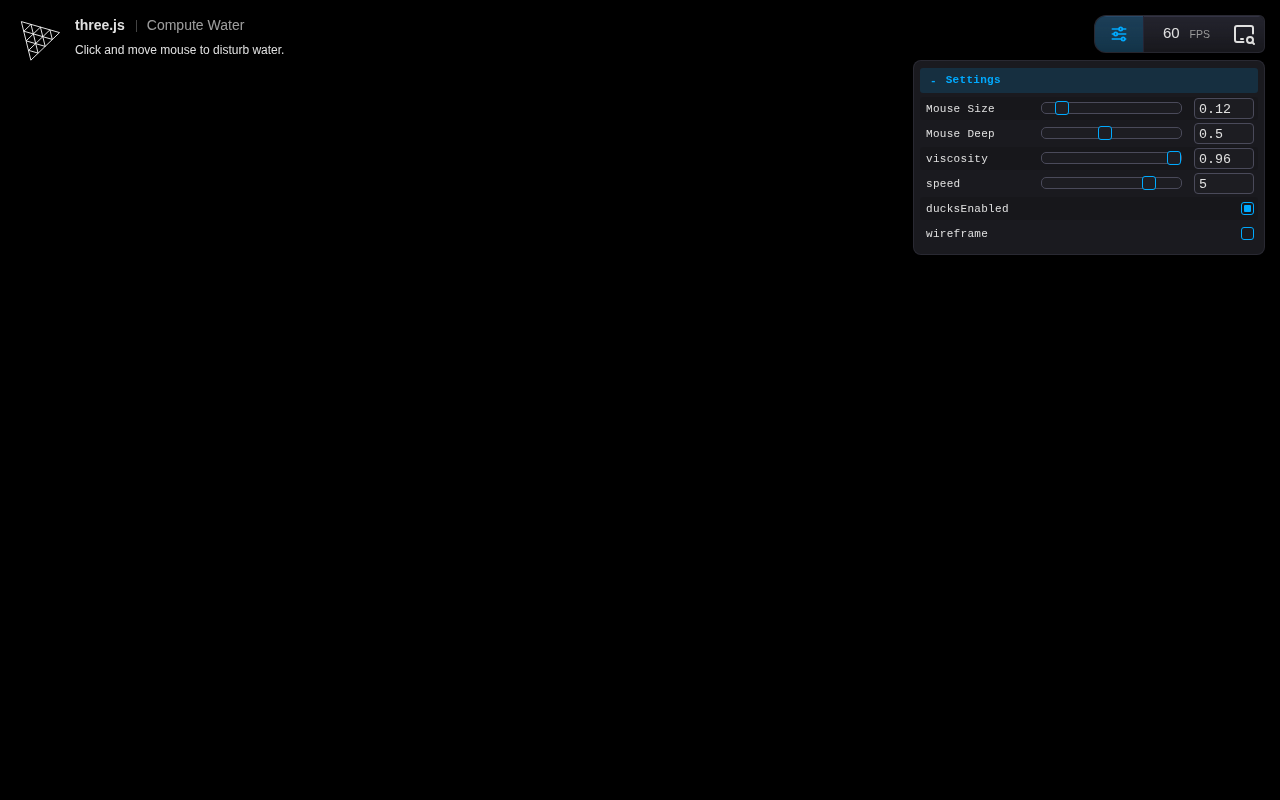 three.js | Compute Water
Click and move mouse to disturb water.
60 FPS
- Settings
Mouse Size 0.12
Mouse Deep 0.5
viscosity 0.96
speed 5
ducksEnabled
wireframe